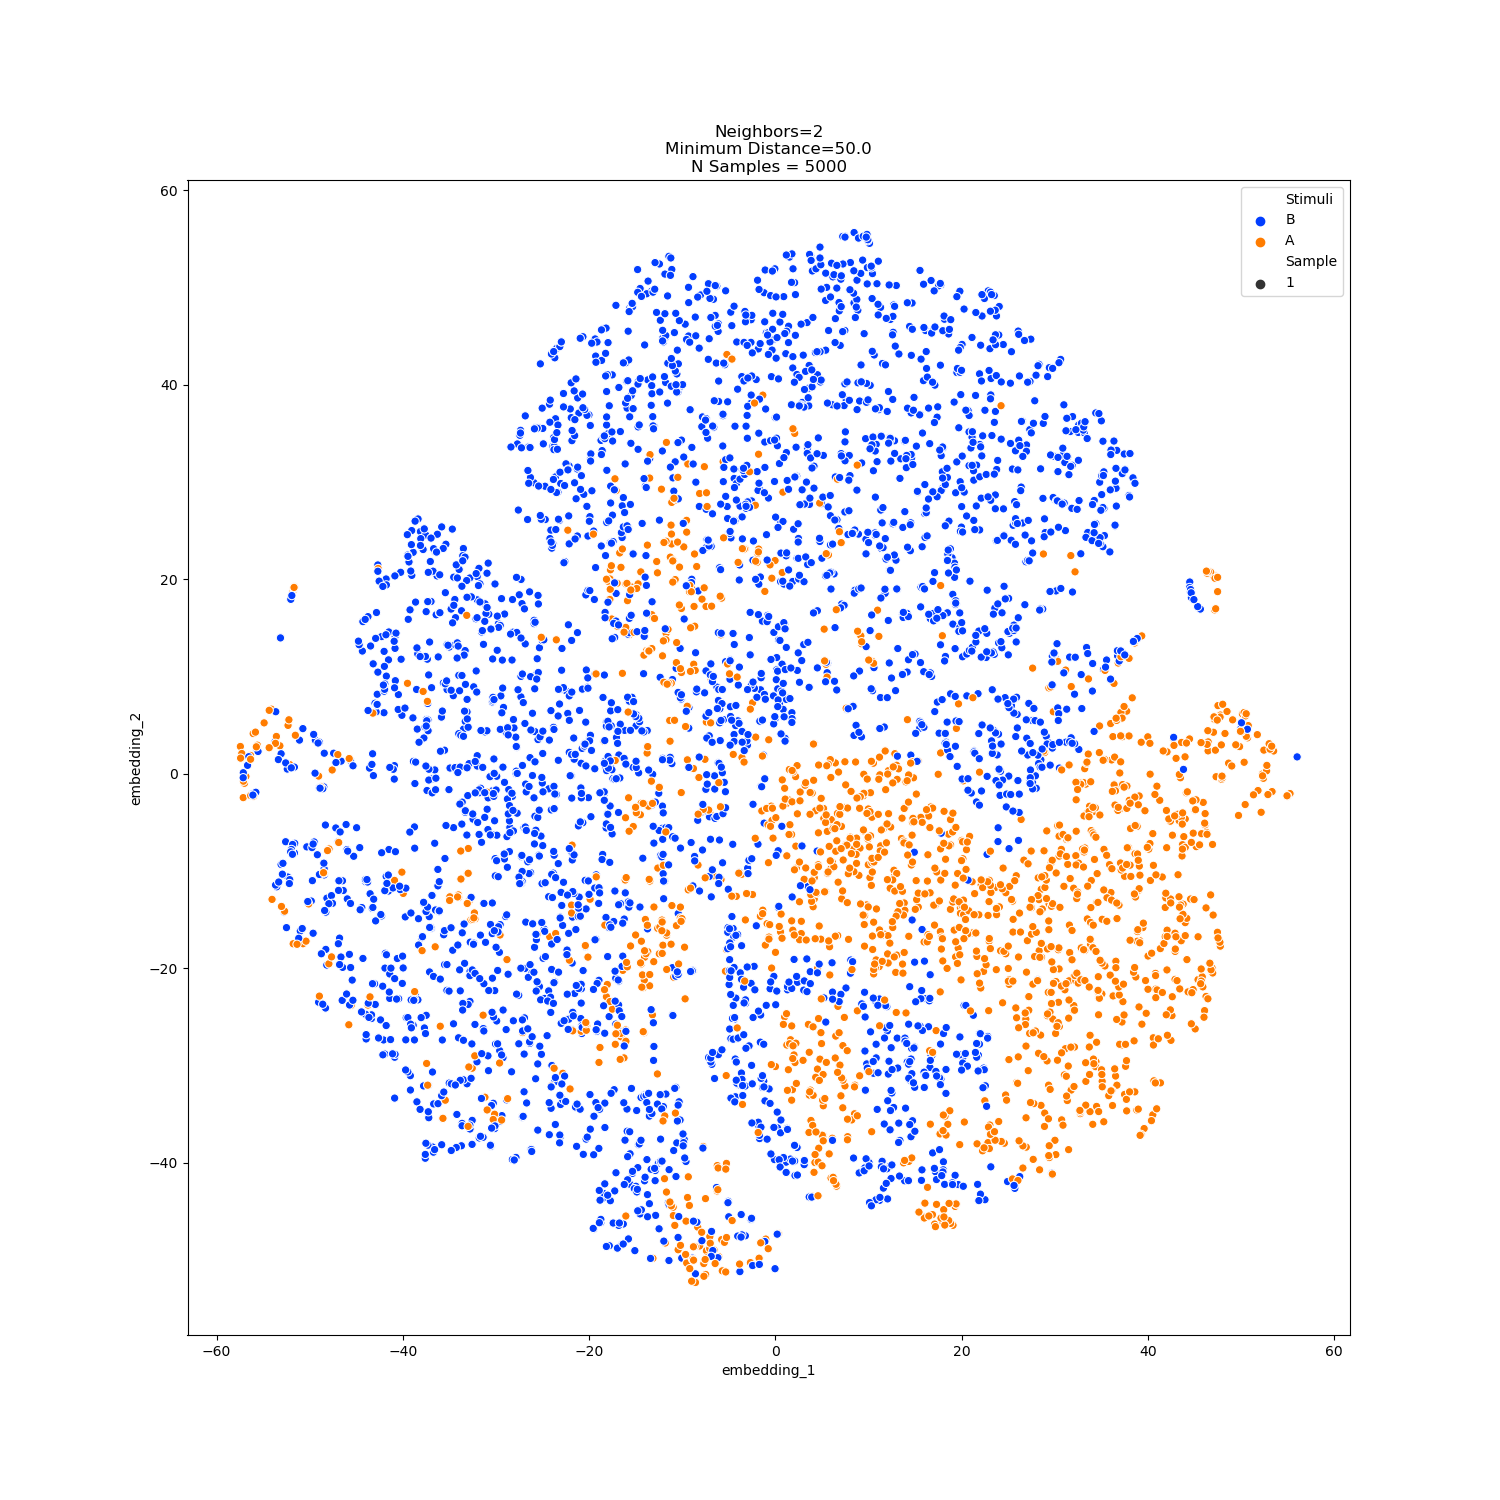 Neighbors=2
Minimum Distance=50.0
N Samples = 5000
Stimuli
B
A
Sample
1
60
40
20
0
−20
−40
embedding_2
−60
−40
−20
0
20
40
60
embedding_1